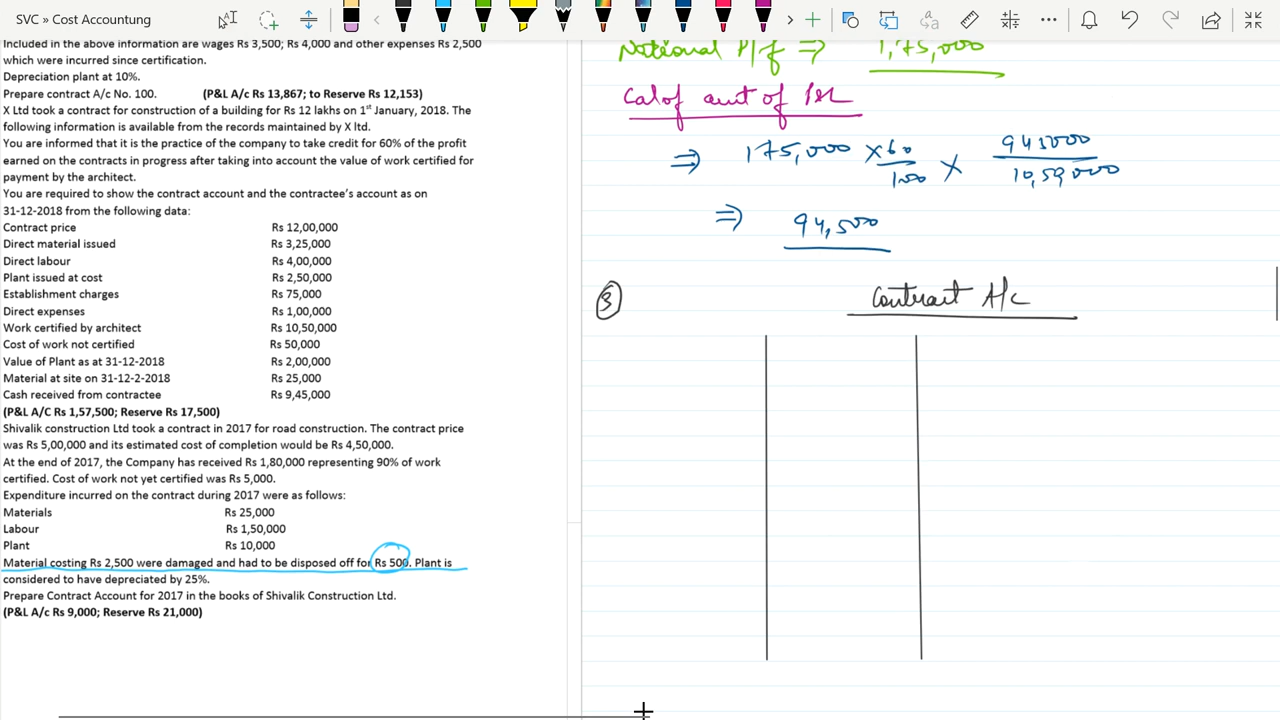 SVC » Cost Accountung
Included in the above information are wages Rs 3,500; Rs 4,000 and other expenses Rs 2,500
which were incurred since certification.
Depreciation plant at 10%.
Prepare contract A/c No. 100. (P&L A/c Rs 13,867; to Reserve Rs 12,153)
X Ltd took a contract for construction of a building for Rs 12 lakhs on 1st January, 2018. The
following information is available from the records maintained by X ltd.
You are informed that it is the practice of the company to take credit for 60% of the profit
earned on the contracts in progress after taking into account the value of work certified for
payment by the architect.
You are required to show the contract account and the contractee's account as on
31-12-2018 from the following data:
Contract price Rs 12,00,000
Direct material issued Rs 3,25,000
Direct labour Rs 4,00,000
Plant issued at cost Rs 2,50,000
Establishment charges Rs 75,000
Direct expenses Rs 1,00,000
Work certified by architect Rs 10,50,000
Cost of work not certified Rs 50,000
Value of Plant as at 31-12-2018 Rs 2,00,000
Material at site on 31-12-2-2018 Rs 25,000
Cash received from contractee Rs 9,45,000
(P&L A/C Rs 1,57,500; Reserve Rs 17,500)
Shivalik construction Ltd took a contract in 2017 for road construction. The contract price
was Rs 5,00,000 and its estimated cost of completion would be Rs 4,50,000.
At the end of 2017, the Company has received Rs 1,80,000 representing 90% of work
certified. Cost of work not yet certified was Rs 5,000.
Expenditure incurred on the contract during 2017 were as follows:
Materials Rs 25,000
Labour Rs 1,50,000
Plant Rs 10,000
Material costing Rs 2,500 were damaged and had to be disposed off for Rs 500. Plant is
considered to have depreciated by 25%.
Prepare Contract Account for 2017 in the books of Shivalik Construction Ltd.
(P&L A/c Rs 9,000; Reserve Rs 21,000)
Notional P/f ⇒ 1,75,000
Cal of amt of P&L
⇒ 175,000 × 60/100 × 945000/10,50000
⇒ 94,500
③ Contract A/c